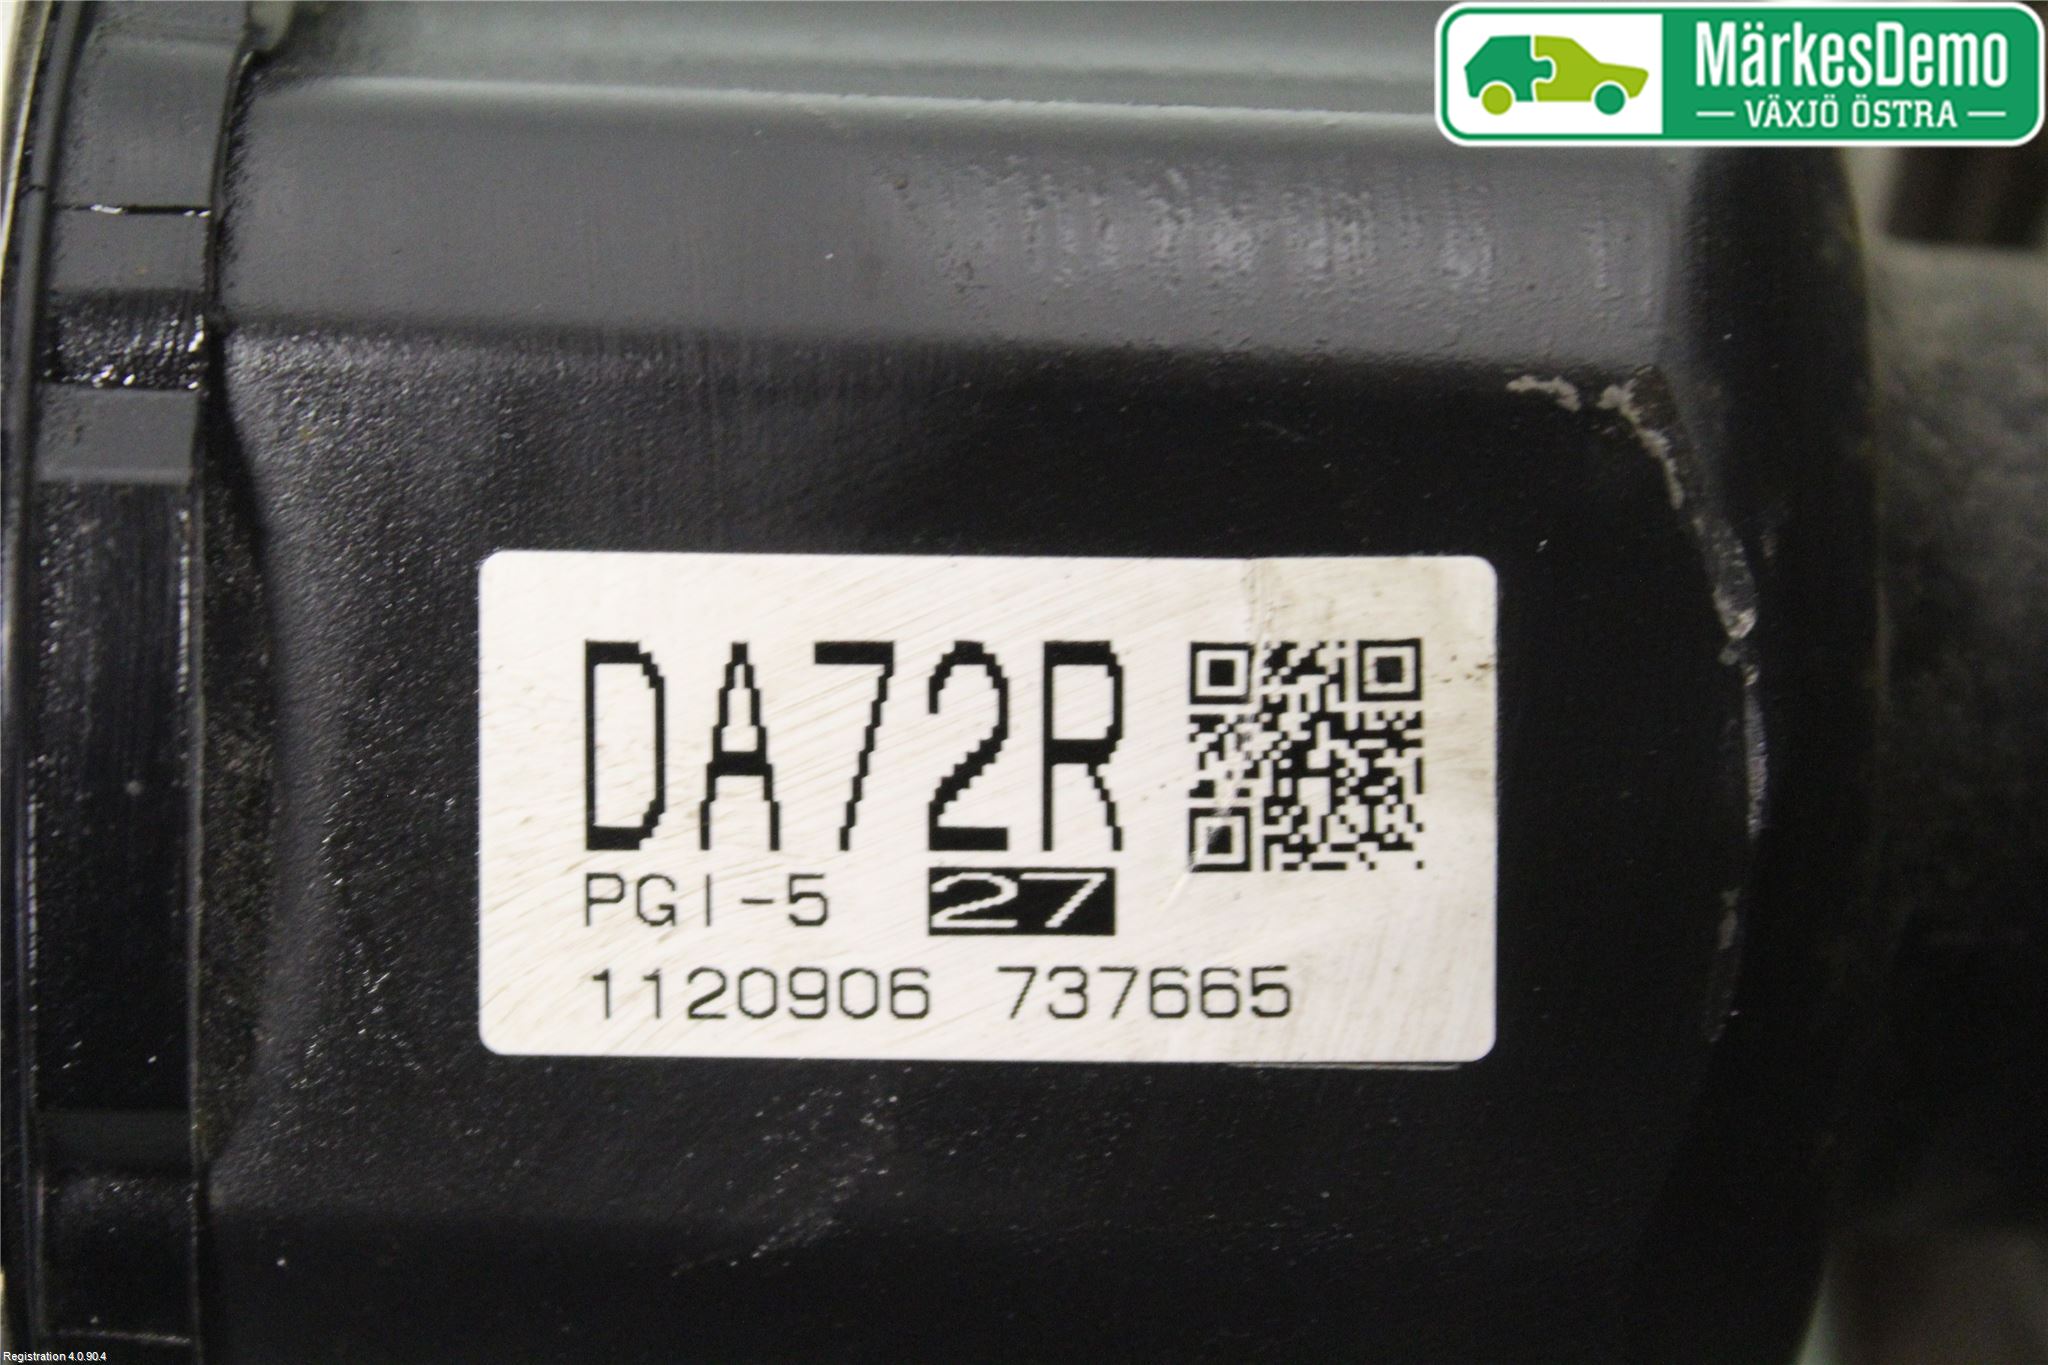 MärkesDemo
VÄXJÖ ÖSTRA
DA72R
PGI-5 27
1120906 737665
Registration 4.0.90.4